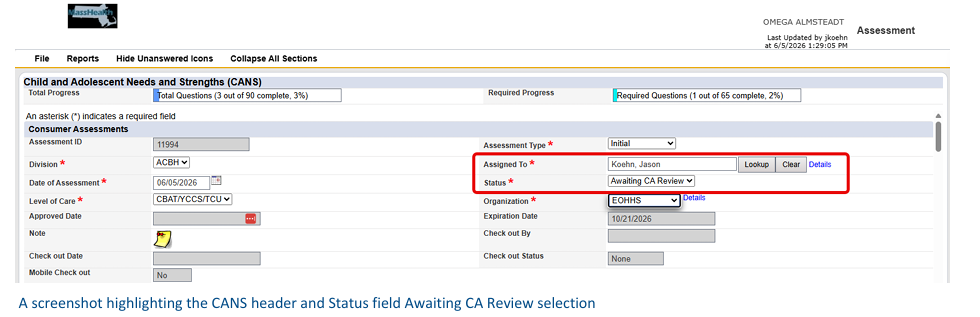 MassHealth
OMEGA ALMSTEADT
Assessment
Last Updated by jkoehn
at 6/5/2026 1:29:05 PM
File Reports Hide Unanswered Icons Collapse All Sections
Child and Adolescent Needs and Strengths (CANS)
Total Progress Total Questions (3 out of 90 complete, 3%) Required Progress Required Questions (1 out of 65 complete, 2%)
An asterisk (*) indicates a required field
Consumer Assessments
Assessment ID 11994 Assessment Type * Initial
Division * ACBH Assigned To * Koehn, Jason Lookup Clear Details
Date of Assessment * 06/05/2026 Status * Awaiting CA Review
Level of Care * CBAT/YCCS/TCU Organization * EOHHS Details
Approved Date Expiration Date 10/21/2026
Note Check out By
Check out Date Check out Status None
Mobile Check out No
A screenshot highlighting the CANS header and Status field Awaiting CA Review selection